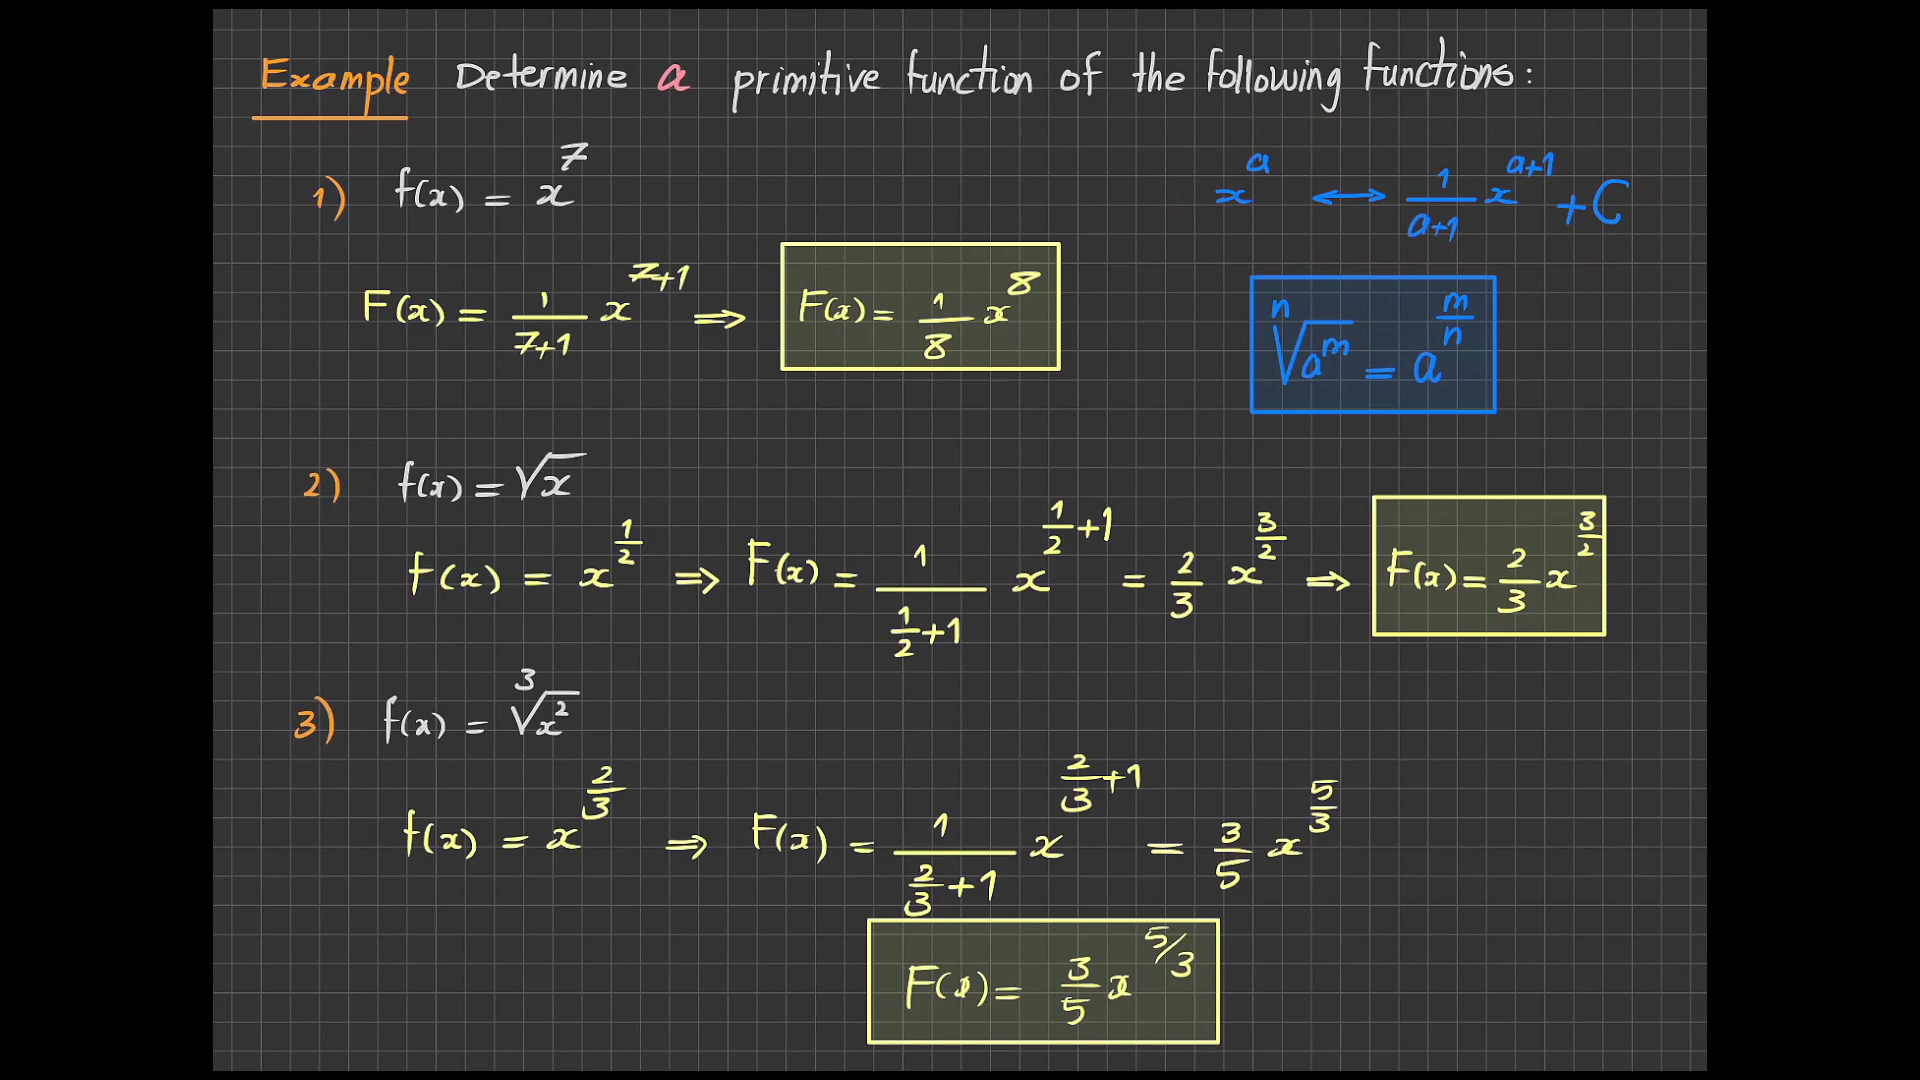 Example Determine a primitive function of the following functions:
1) f(x) = x^7
x^a ⟷ 1/(a+1) x^(a+1) + C
F(x) = 1/(7+1) x^(7+1) ⟹ F(x) = 1/8 x^8
ⁿ√(a^m) = a^(m/n)
2) f(x) = √x
f(x) = x^(1/2) ⟹ F(x) = 1/(1/2+1) x^(1/2+1) = 2/3 x^(3/2) ⟹ F(x) = 2/3 x^(3/2)
3) f(x) = ³√(x²)
f(x) = x^(2/3) ⟹ F(x) = 1/(2/3+1) x^(2/3+1) = 3/5 x^(5/3)
F(x) = 3/5 x^(5/3)